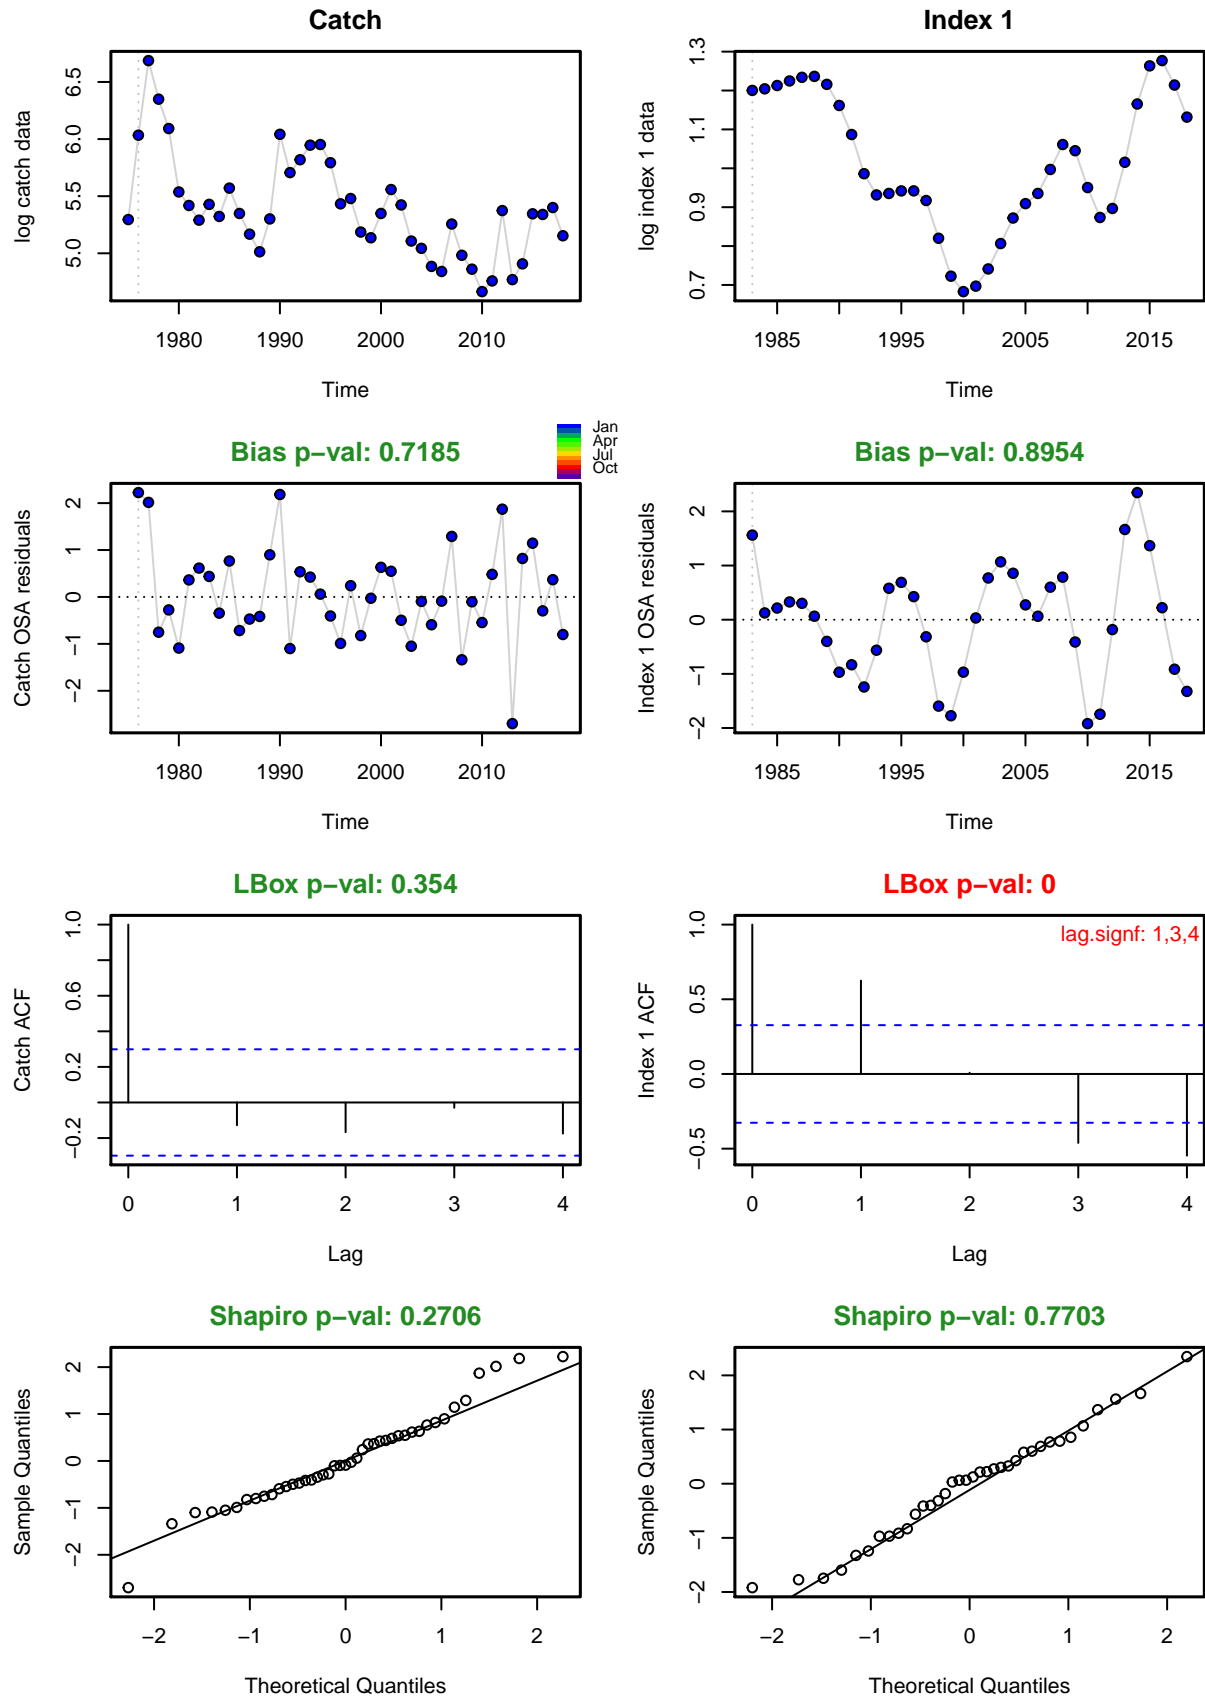 Catch
log catch data
5.0 5.5 6.0 6.5
1980 1990 2000 2010
Time
Index 1
log index 1 data
0.7 0.9 1.1 1.3
1985 1995 2005 2015
Time
Bias p−val: 0.7185
Jan
Apr
Jul
Oct
Catch OSA residuals
−2 −1 0 1 2
1980 1990 2000 2010
Time
Bias p−val: 0.8954
Index 1 OSA residuals
−2 −1 0 1 2
1985 1995 2005 2015
Time
LBox p−val: 0.354
Catch ACF
−0.2 0.2 0.6 1.0
0 1 2 3 4
Lag
LBox p−val: 0
lag.signf: 1,3,4
Index 1 ACF
−0.5 0.0 0.5 1.0
0 1 2 3 4
Lag
Shapiro p−val: 0.2706
Sample Quantiles
−2 −1 0 1 2
−2 −1 0 1 2
Theoretical Quantiles
Shapiro p−val: 0.7703
Sample Quantiles
−2 −1 0 1 2
−2 −1 0 1 2
Theoretical Quantiles